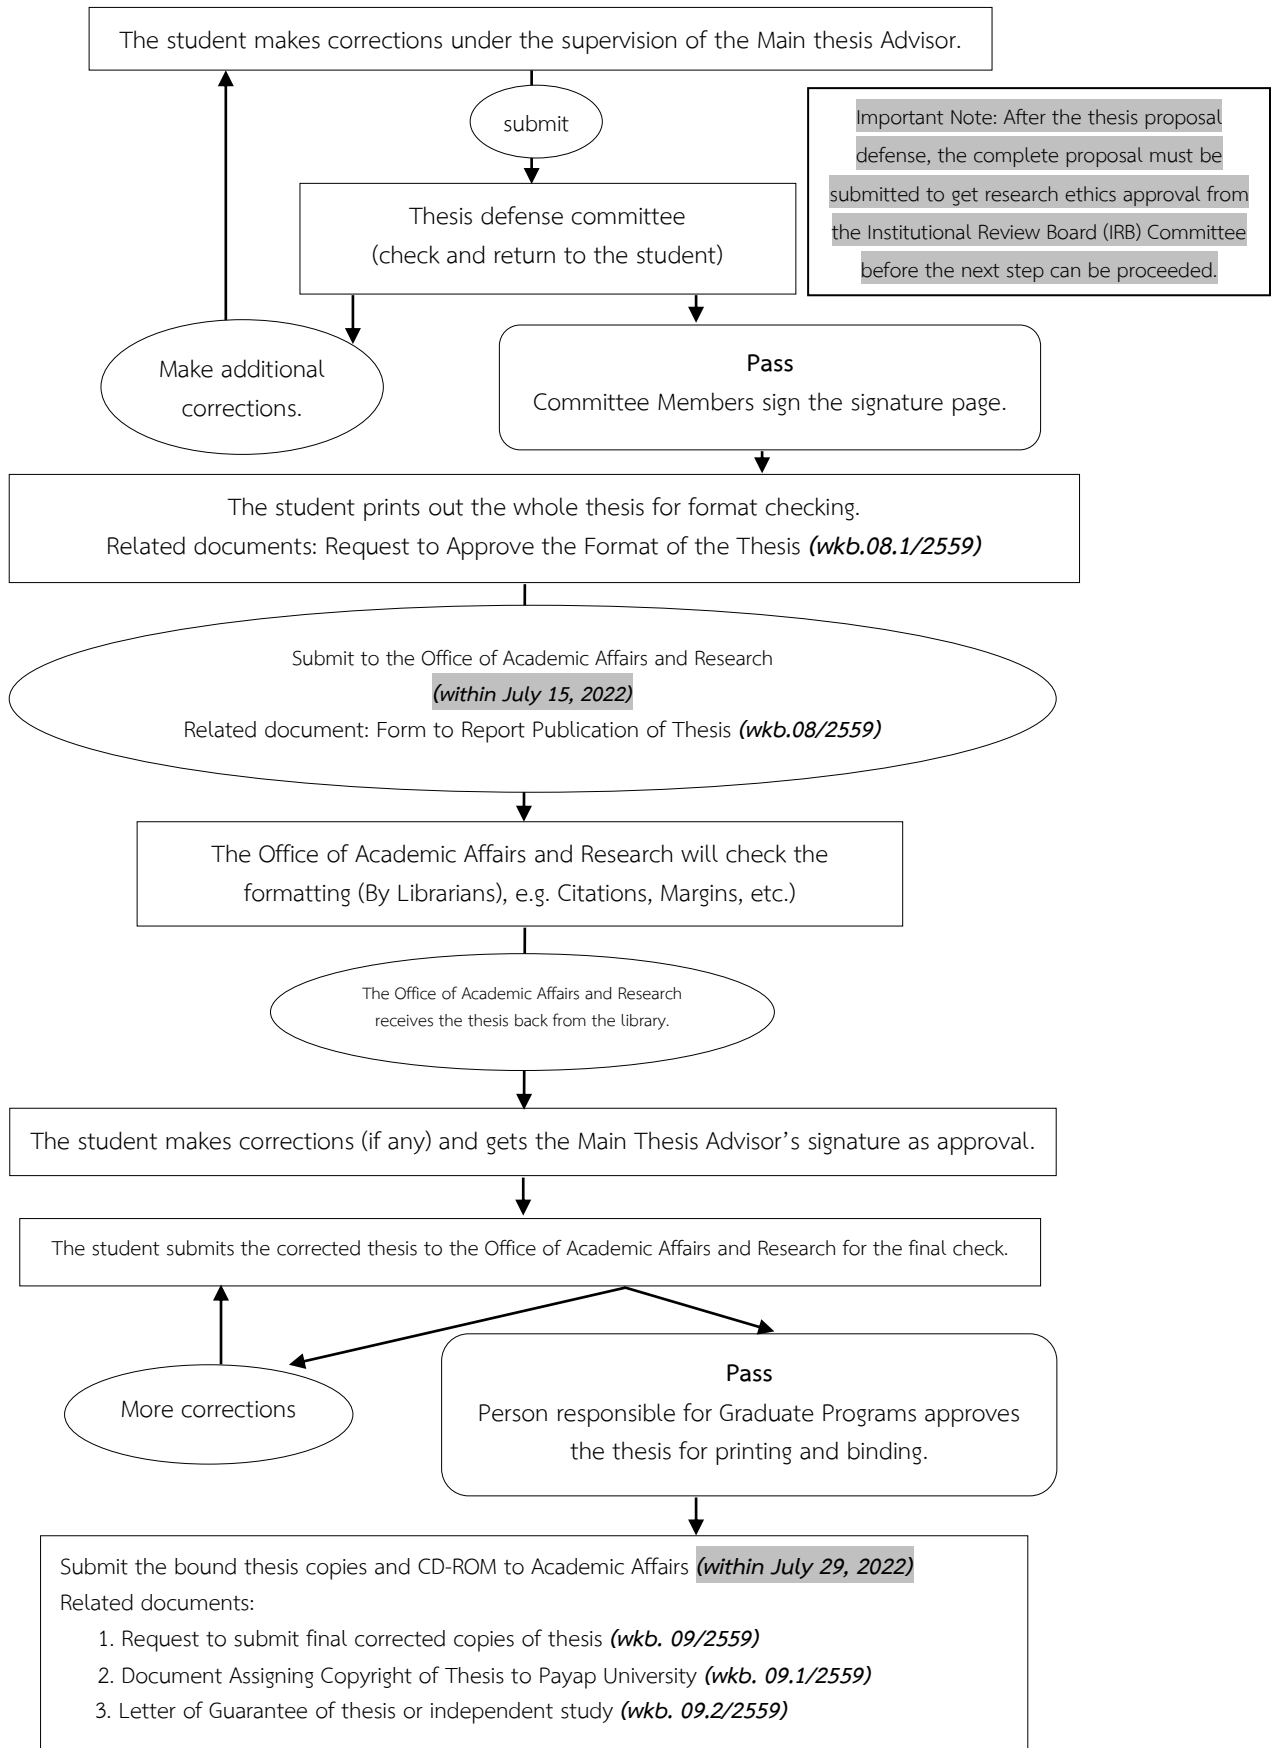 The student makes corrections under the supervision of the Main thesis Advisor.
submit
Important Note: After the thesis proposal
defense, the complete proposal must be
submitted to get research ethics approval from
the Institutional Review Board (IRB) Committee
before the next step can be proceeded.
Thesis defense committee
(check and return to the student)
Make additional
corrections.
Pass
Committee Members sign the signature page.
The student prints out the whole thesis for format checking.
Related documents: Request to Approve the Format of the Thesis (wkb.08.1/2559)
Submit to the Office of Academic Affairs and Research
(within July 15, 2022)
Related document: Form to Report Publication of Thesis (wkb.08/2559)
The Office of Academic Affairs and Research will check the
formatting (By Librarians), e.g. Citations, Margins, etc.)
The Office of Academic Affairs and Research
receives the thesis back from the library.
The student makes corrections (if any) and gets the Main Thesis Advisor’s signature as approval.
The student submits the corrected thesis to the Office of Academic Affairs and Research for the final check.
More corrections
Pass
Person responsible for Graduate Programs approves
the thesis for printing and binding.
Submit the bound thesis copies and CD-ROM to Academic Affairs (within July 29, 2022)
Related documents:
1. Request to submit final corrected copies of thesis (wkb. 09/2559)
2. Document Assigning Copyright of Thesis to Payap University (wkb. 09.1/2559)
3. Letter of Guarantee of thesis or independent study (wkb. 09.2/2559)